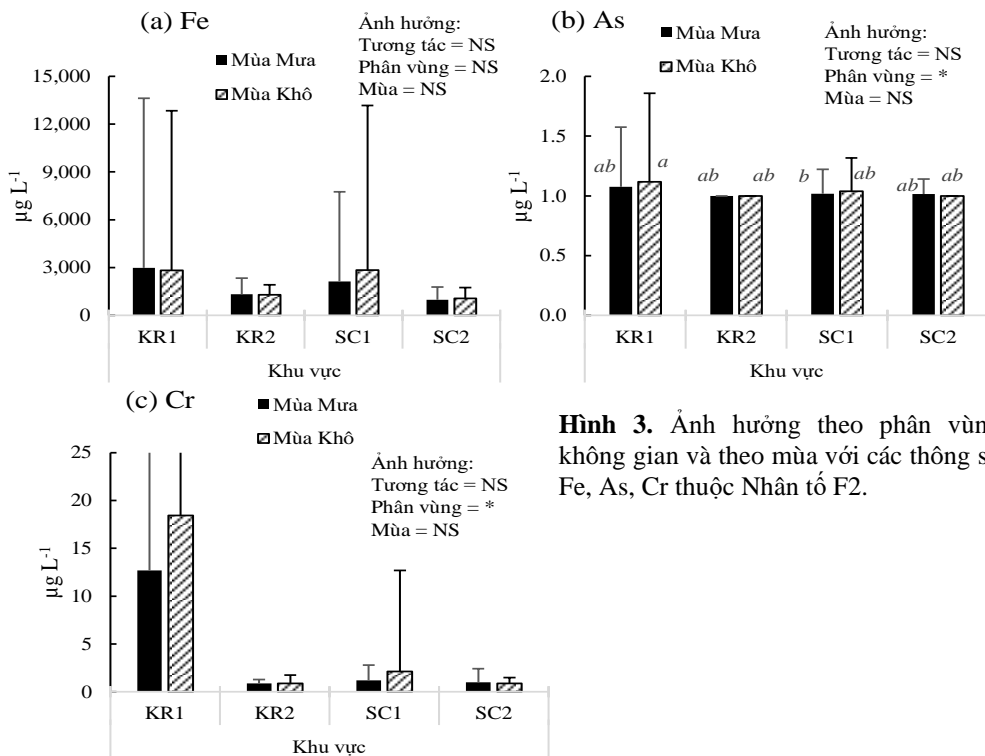 (a) Fe
Mùa Mưa
Mùa Khô
Ảnh hưởng:
Tương tác = NS
Phân vùng = NS
Mùa = NS
15,000
12,000
9,000
6,000
3,000
0
µg L-1
KR1 KR2 SC1 SC2
Khu vực
(b) As
Mùa Mưa
Mùa Khô
Ảnh hưởng:
Tương tác = NS
Phân vùng = *
Mùa = NS
2.0
1.5
1.0
0.5
0.0
µg L-1
ab a ab ab b ab ab ab
KR1 KR2 SC1 SC2
Khu vực
(c) Cr
Mùa Mưa
Mùa Khô
Ảnh hưởng:
Tương tác = NS
Phân vùng = *
Mùa = NS
25
20
15
10
5
0
µg L-1
KR1 KR2 SC1 SC2
Khu vực
Hình 3. Ảnh hưởng theo phân vùn
không gian và theo mùa với các thông s
Fe, As, Cr thuộc Nhân tố F2.